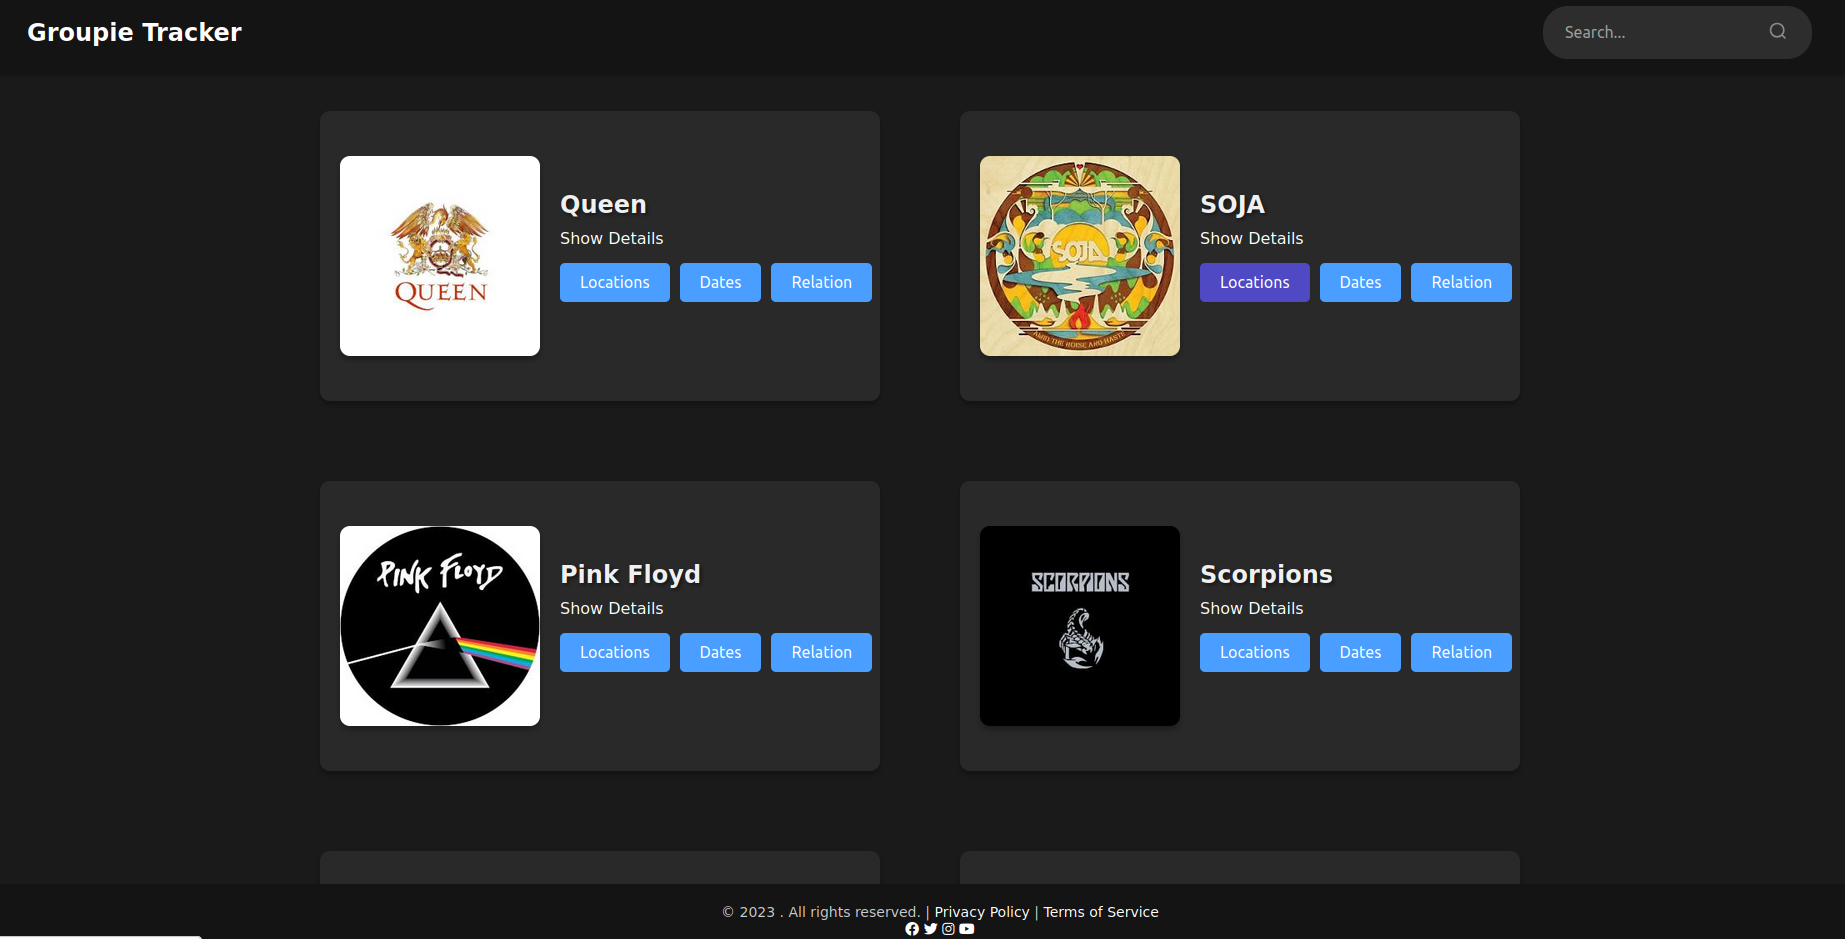 Groupie Tracker
Search...
QUEEN
Queen
Show Details
Locations Dates Relation
SOJA
AMID THE NOISE AND HASTE
SOJA
Show Details
Locations Dates Relation
PINK FLOYD
Pink Floyd
Show Details
Locations Dates Relation
SCORPIONS
Scorpions
Show Details
Locations Dates Relation
© 2023 . All rights reserved. | Privacy Policy | Terms of Service